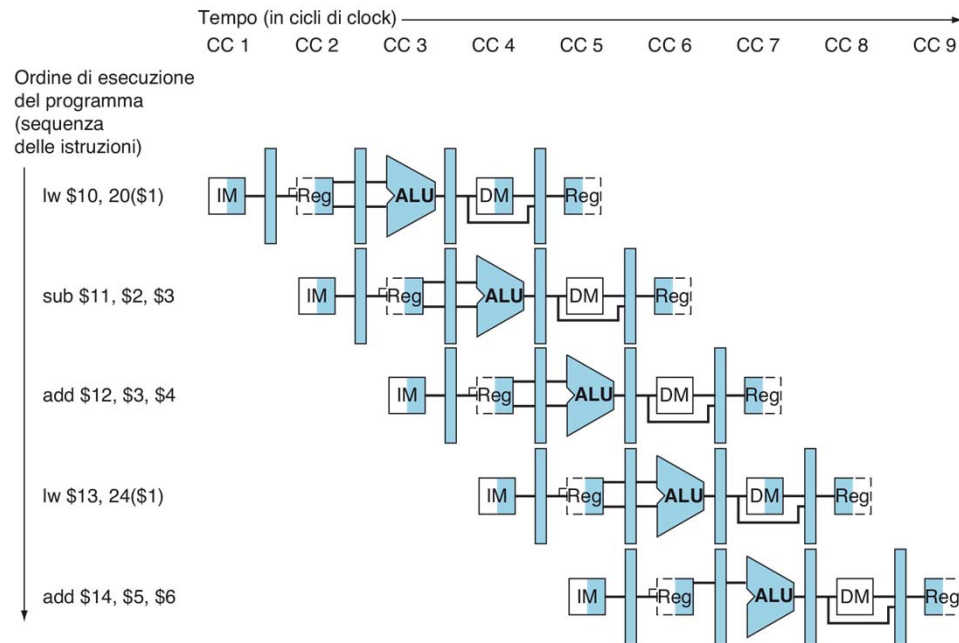 Tempo (in cicli di clock)
CC 1 CC 2 CC 3 CC 4 CC 5 CC 6 CC 7 CC 8 CC 9
Ordine di esecuzione
del programma
(sequenza
delle istruzioni)
lw $10, 20($1) IM Reg ALU DM Reg
sub $11, $2, $3 IM Reg ALU DM Reg
add $12, $3, $4 IM Reg ALU DM Reg
lw $13, 24($1) IM Reg ALU DM Reg
add $14, $5, $6 IM Reg ALU DM Reg